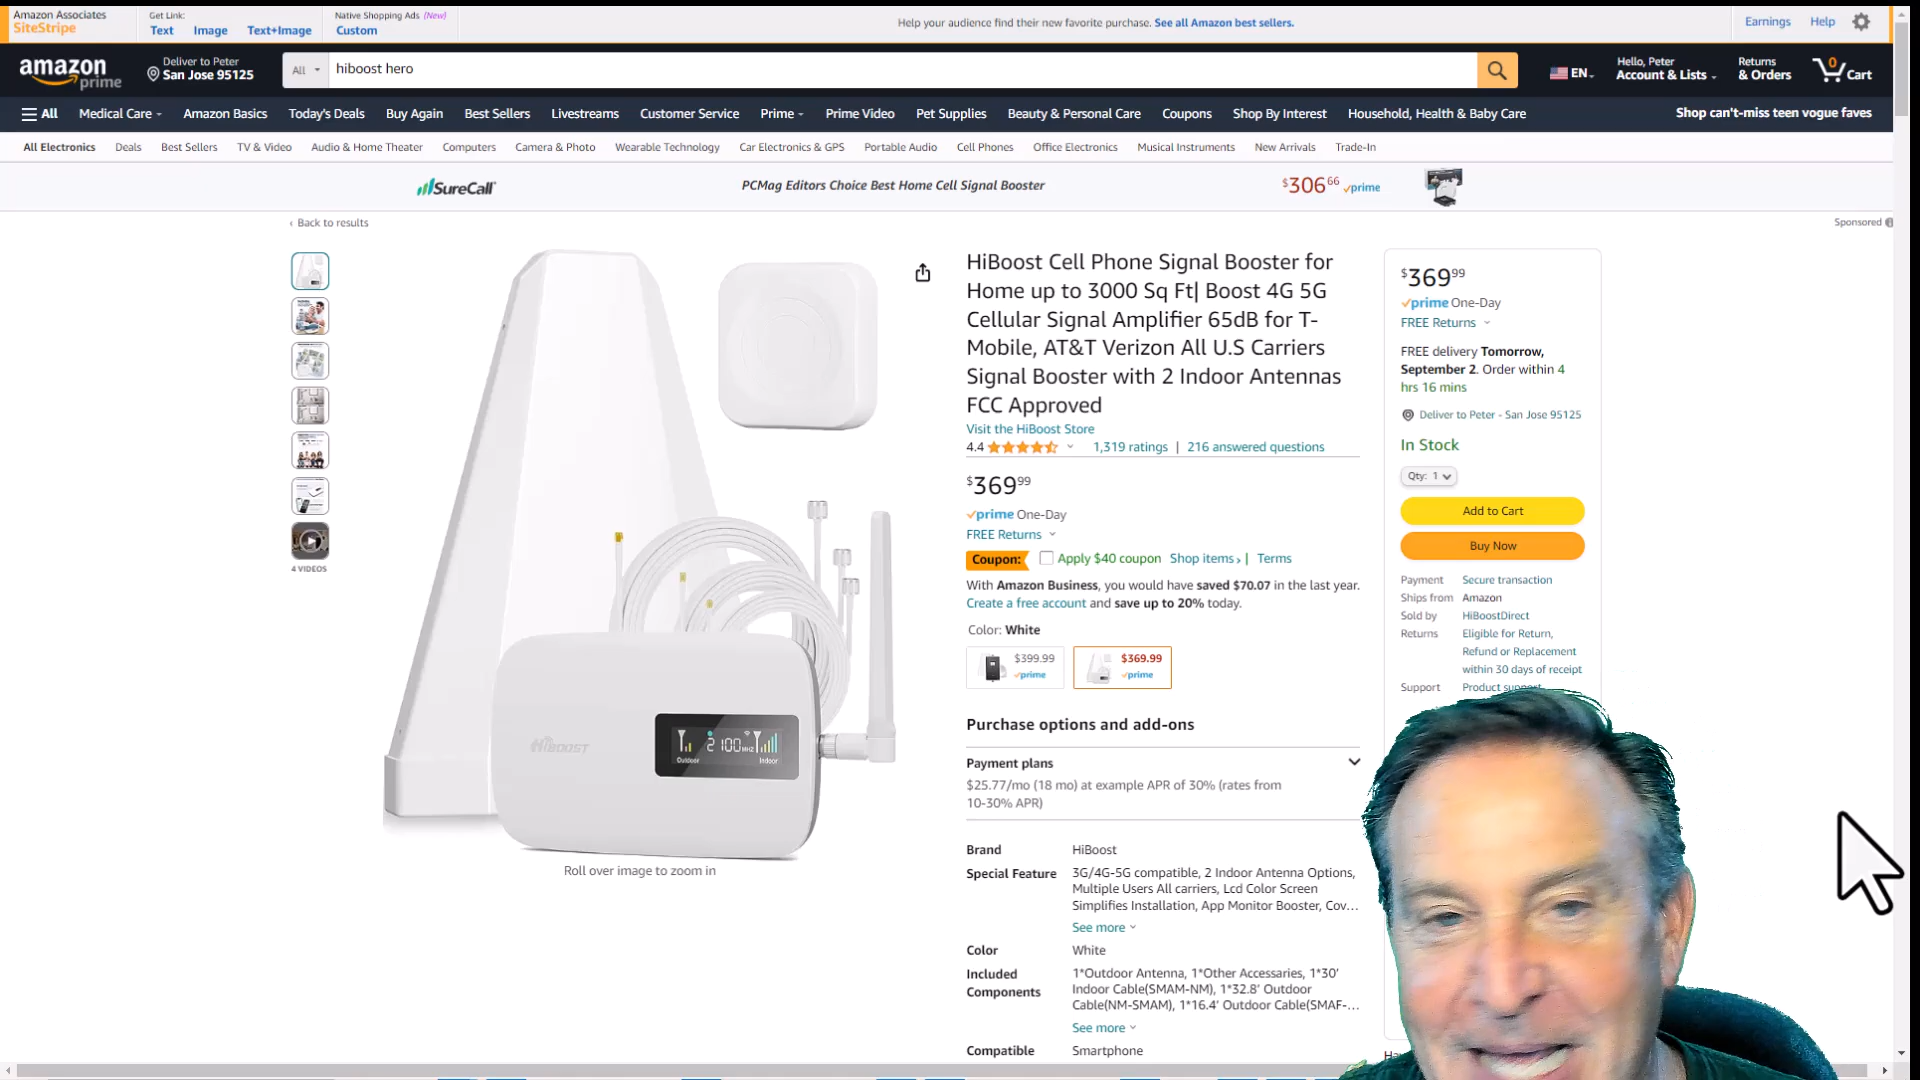 Amazon Associates
SiteStripe
Get Link:
Text Image Text+Image
Native Shopping Ads (New)
Custom
Help your audience find their new favorite purchase. See all Amazon best sellers.
Earnings Help
amazon prime
Deliver to Peter
San Jose 95125
All
hiboost hero
EN
Hello, Peter
Account & Lists
Returns
& Orders
0
Cart
All Medical Care Amazon Basics Today's Deals Buy Again Best Sellers Livestreams Customer Service Prime Prime Video Pet Supplies Beauty & Personal Care Coupons Shop By Interest Household, Health & Baby Care
Shop can't-miss teen vogue faves
All Electronics Deals Best Sellers TV & Video Audio & Home Theater Computers Camera & Photo Wearable Technology Car Electronics & GPS Portable Audio Cell Phones Office Electronics Musical Instruments New Arrivals Trade-In
SureCall
PCMag Editors Choice Best Home Cell Signal Booster
$306 66 prime
‹ Back to results
Sponsored
4 VIDEOS
HIBOOST
2100 MHz
Outdoor Indoor
Roll over image to zoom in
HiBoost Cell Phone Signal Booster for
Home up to 3000 Sq Ft| Boost 4G 5G
Cellular Signal Amplifier 65dB for T-
Mobile, AT&T Verizon All U.S Carriers
Signal Booster with 2 Indoor Antennas
FCC Approved
Visit the HiBoost Store
4.4 1,319 ratings | 216 answered questions
$369 99
prime One-Day
FREE Returns
Coupon: Apply $40 coupon Shop items › | Terms
With Amazon Business, you would have saved $70.07 in the last year.
Create a free account and save up to 20% today.
Color: White
$399.99
prime
$369.99
prime
Purchase options and add-ons
Payment plans
$25.77/mo (18 mo) at example APR of 30% (rates from
10-30% APR)
Brand HiBoost
Special Feature 3G/4G-5G compatible, 2 Indoor Antenna Options,
Multiple Users All carriers, Lcd Color Screen
Simplifies Installation, App Monitor Booster, Cov…
See more
Color White
Included Components 1*Outdoor Antenna, 1*Other Accessaries, 1*30'
Indoor Cable(SMAM-NM), 1*32.8' Outdoor
Cable(NM-SMAM), 1*16.4' Outdoor Cable(SMAF-…
See more
Compatible Smartphone
$369 99
prime One-Day
FREE Returns
FREE delivery Tomorrow,
September 2. Order within 4
hrs 16 mins
Deliver to Peter - San Jose 95125
In Stock
Qty: 1
Add to Cart
Buy Now
Payment Secure transaction
Ships from Amazon
Sold by HiBoostDirect
Returns Eligible for Return,
Refund or Replacement
within 30 days of receipt
Support Product support